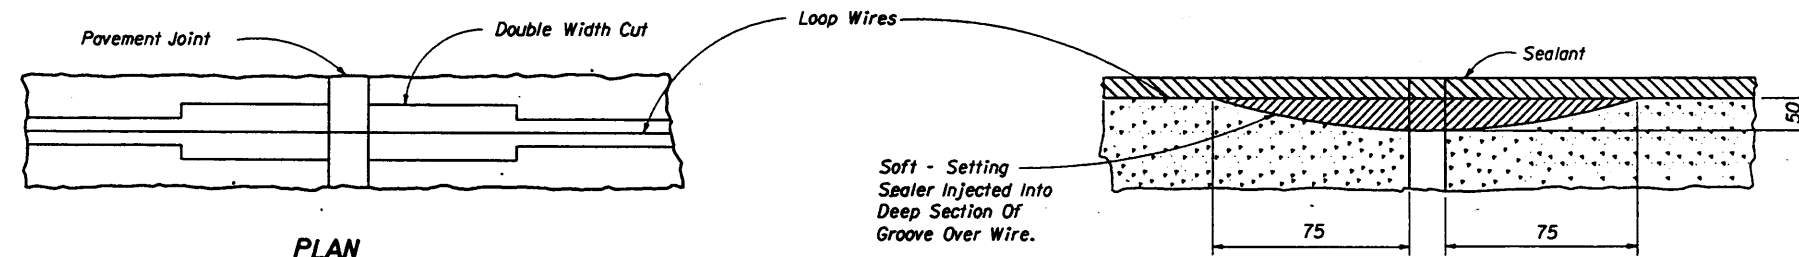 Pavement Joint
Double Width Cut
Loop Wires
Sealant
50
Soft - Setting
Sealer Injected Into
Deep Section Of
Groove Over Wire.
75
75
PLAN